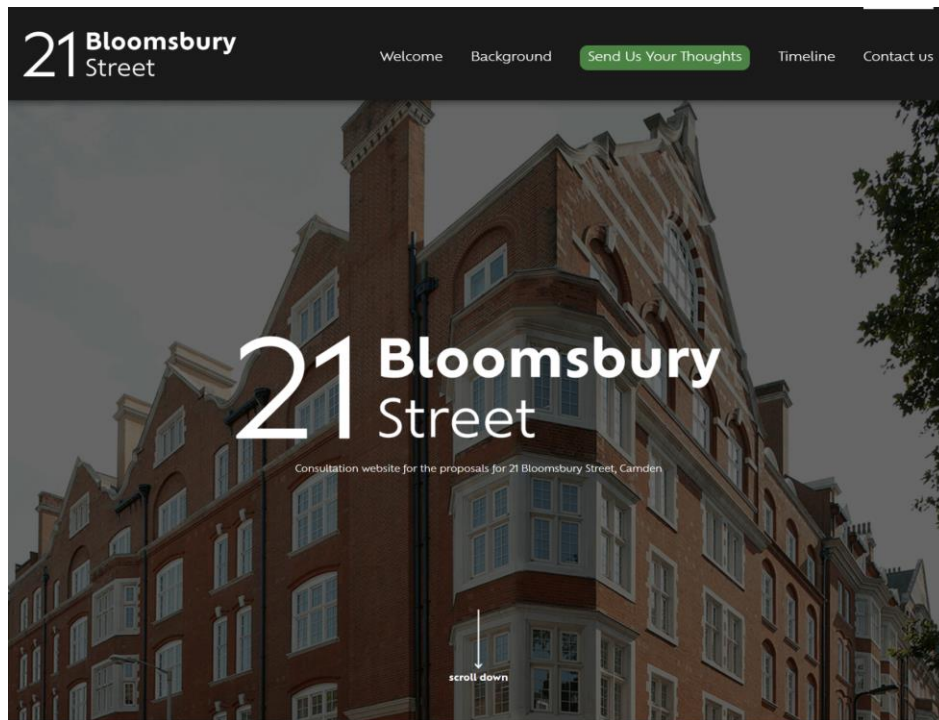 21 Bloomsbury
Street
Welcome Background Send Us Your Thoughts Timeline Contact us
21 Bloomsbury
Street
Consultation website for the proposals for 21 Bloomsbury Street, Camden
scroll down